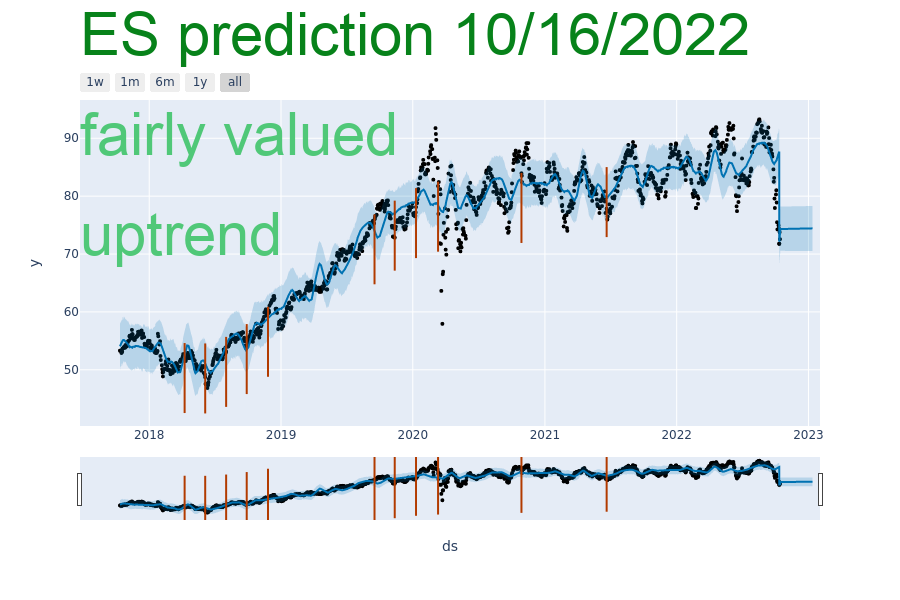 ES prediction 10/16/2022
1w 1m 6m 1y all
fairly valued
uptrend
90
80
70
60
50
y
2018 2019 2020 2021 2022 2023
ds